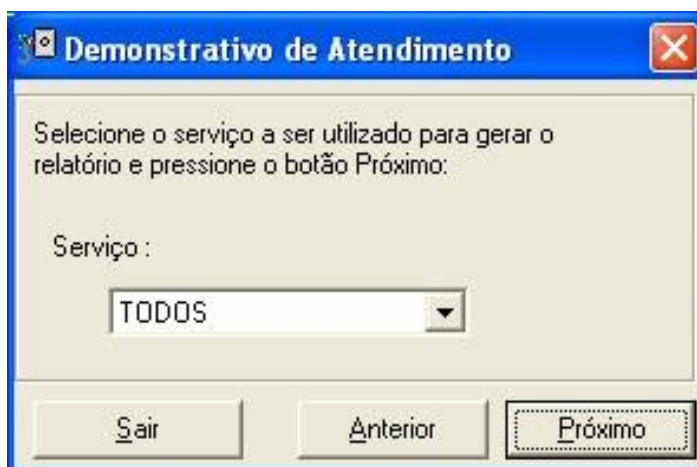 Demonstrativo de Atendimento
Selecione o serviço a ser utilizado para gerar o
relatório e pressione o botão Próximo:
Serviço :
TODOS
Sair
Anterior
Próximo